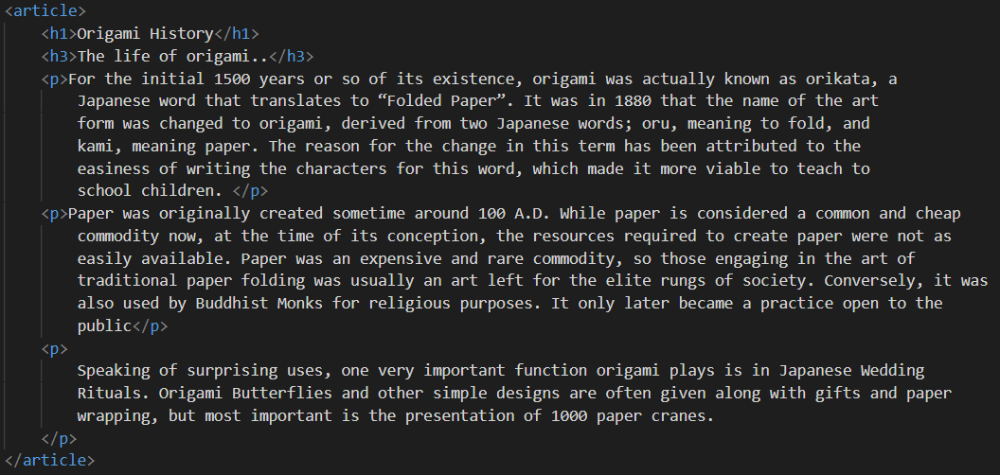 <article>
<h1>Origami History</h1>
<h3>The life of origami..</h3>
<p>For the initial 1500 years or so of its existence, origami was actually known as orikata, a
Japanese word that translates to “Folded Paper”. It was in 1880 that the name of the art
form was changed to origami, derived from two Japanese words; oru, meaning to fold, and
kami, meaning paper. The reason for the change in this term has been attributed to the
easiness of writing the characters for this word, which made it more viable to teach to
school children. </p>
<p>Paper was originally created sometime around 100 A.D. While paper is considered a common and cheap
commodity now, at the time of its conception, the resources required to create paper were not as
easily available. Paper was an expensive and rare commodity, so those engaging in the art of
traditional paper folding was usually an art left for the elite rungs of society. Conversely, it was
also used by Buddhist Monks for religious purposes. It only later became a practice open to the
public</p>
<p>
Speaking of surprising uses, one very important function origami plays is in Japanese Wedding
Rituals. Origami Butterflies and other simple designs are often given along with gifts and paper
wrapping, but most important is the presentation of 1000 paper cranes.
</p>
</article>